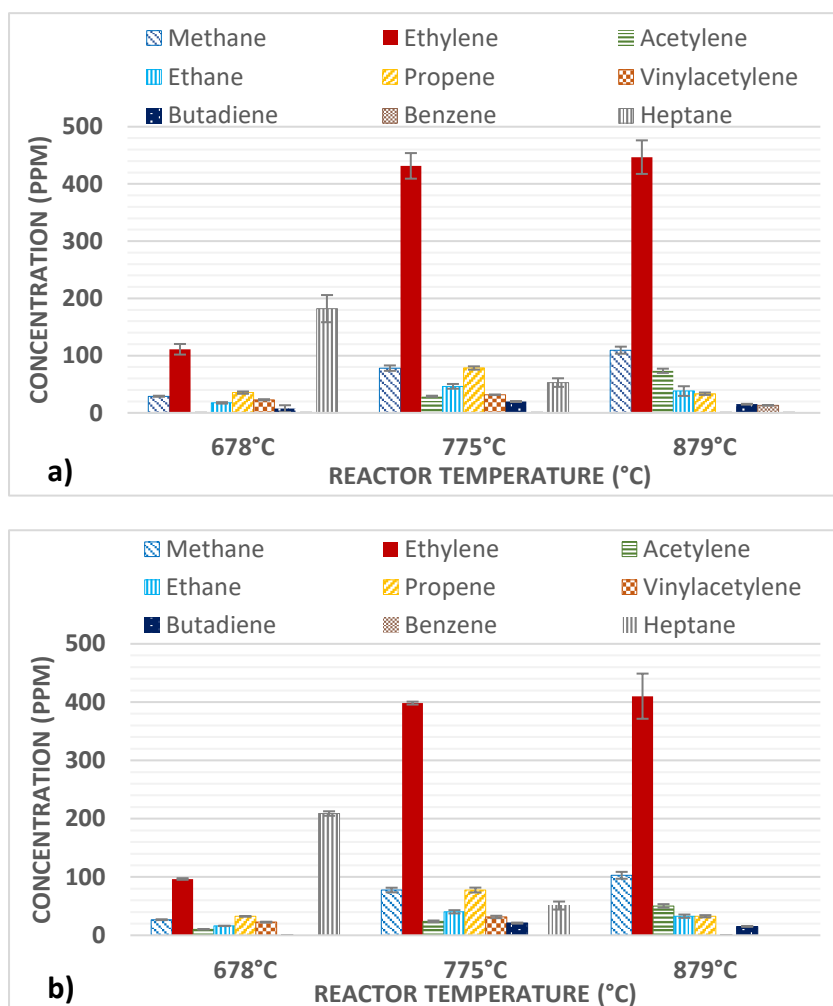 Methane Ethylene Acetylene
Ethane Propene Vinylacetylene
Butadiene Benzene Heptane
500
400
300
200
100
0
CONCENTRATION (PPM)
678°C 775°C 879°C
REACTOR TEMPERATURE (°C)
a)
Methane Ethylene Acetylene
Ethane Propene Vinylacetylene
Butadiene Benzene Heptane
500
400
300
200
100
0
CONCENTRATION (PPM)
678°C 775°C 879°C
REACTOR TEMPERATURE (°C)
b)